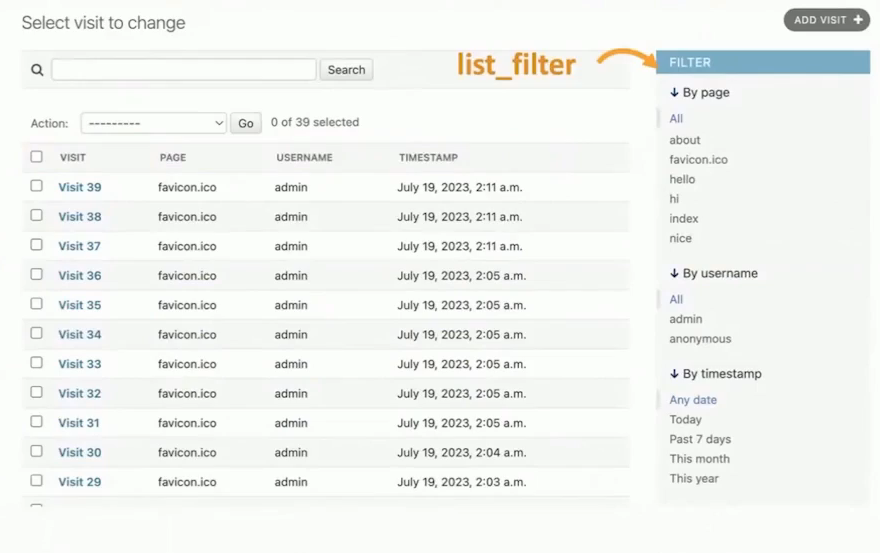 Select visit to change
ADD VISIT +
Search
list_filter
FILTER
Action: --------- Go 0 of 39 selected
VISIT PAGE USERNAME TIMESTAMP
Visit 39 favicon.ico admin July 19, 2023, 2:11 a.m.
Visit 38 favicon.ico admin July 19, 2023, 2:11 a.m.
Visit 37 favicon.ico admin July 19, 2023, 2:11 a.m.
Visit 36 favicon.ico admin July 19, 2023, 2:05 a.m.
Visit 35 favicon.ico admin July 19, 2023, 2:05 a.m.
Visit 34 favicon.ico admin July 19, 2023, 2:05 a.m.
Visit 33 favicon.ico admin July 19, 2023, 2:05 a.m.
Visit 32 favicon.ico admin July 19, 2023, 2:05 a.m.
Visit 31 favicon.ico admin July 19, 2023, 2:05 a.m.
Visit 30 favicon.ico admin July 19, 2023, 2:04 a.m.
Visit 29 favicon.ico admin July 19, 2023, 2:03 a.m.
↓ By page
All
about
favicon.ico
hello
hi
index
nice
↓ By username
All
admin
anonymous
↓ By timestamp
Any date
Today
Past 7 days
This month
This year